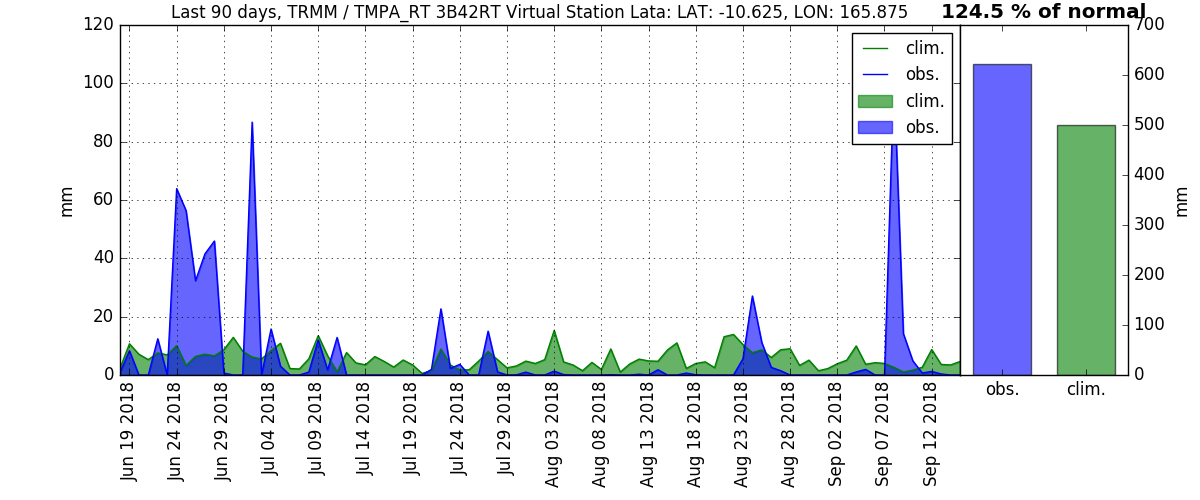 Last 90 days, TRMM / TMPA_RT 3B42RT Virtual Station Lata: LAT: -10.625, LON: 165.875
124.5 % of normal
120
100
80
60
40
20
0
mm
clim.
obs.
clim.
obs.
700
600
500
400
300
200
100
0
mm
Jun 19 2018
Jun 24 2018
Jun 29 2018
Jul 04 2018
Jul 09 2018
Jul 14 2018
Jul 19 2018
Jul 24 2018
Jul 29 2018
Aug 03 2018
Aug 08 2018
Aug 13 2018
Aug 18 2018
Aug 23 2018
Aug 28 2018
Sep 02 2018
Sep 07 2018
Sep 12 2018
obs.
clim.